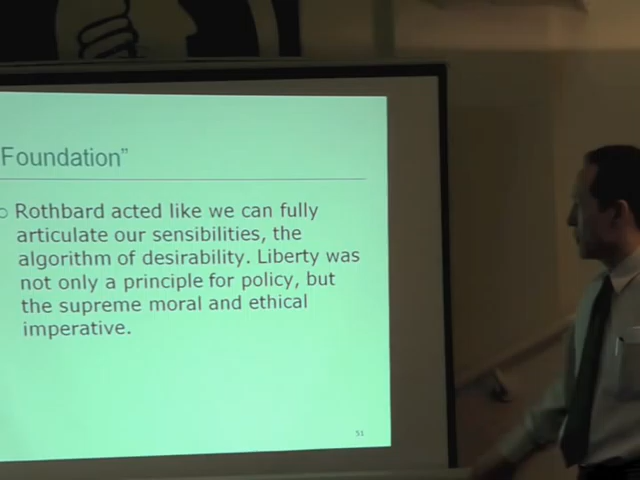 Foundation”
Rothbard acted like we can fully
articulate our sensibilities, the
algorithm of desirability. Liberty was
not only a principle for policy, but
the supreme moral and ethical
imperative.
51